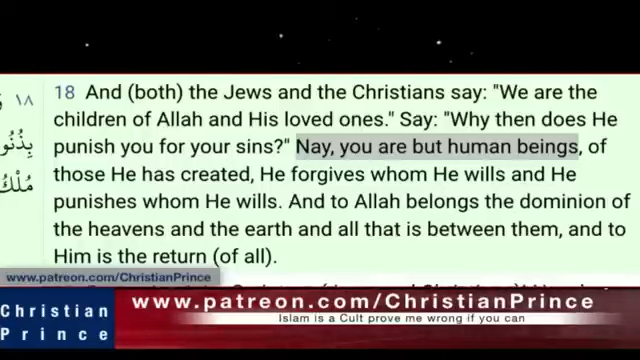 18 And (both) the Jews and the Christians say: "We are the
children of Allah and His loved ones." Say: "Why then does He
punish you for your sins?" Nay, you are but human beings, of
those He has created, He forgives whom He wills and He
punishes whom He wills. And to Allah belongs the dominion of
the heavens and the earth and all that is between them, and to
Him is the return (of all).
١٨
www.patreon.com/ChristianPrince
Christian
Prince
www.patreon.com/ChristianPrince
Islam is a Cult prove me wrong if you can